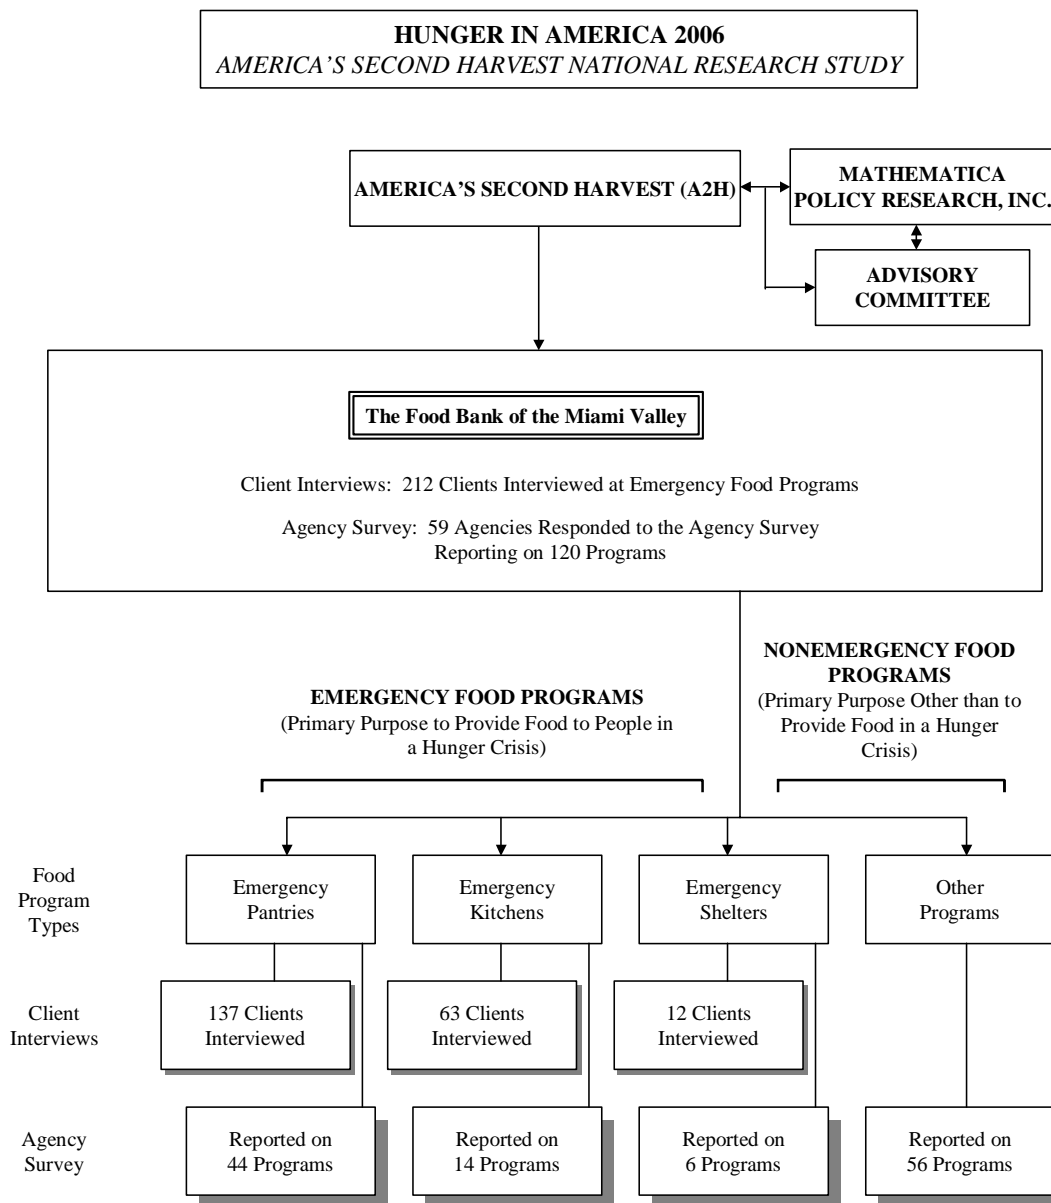 HUNGER IN AMERICA 2006
AMERICA'S SECOND HARVEST NATIONAL RESEARCH STUDY
AMERICA'S SECOND HARVEST (A2H)
MATHEMATICA
POLICY RESEARCH, INC.
ADVISORY
COMMITTEE
The Food Bank of the Miami Valley
Client Interviews: 212 Clients Interviewed at Emergency Food Programs
Agency Survey: 59 Agencies Responded to the Agency Survey
Reporting on 120 Programs
EMERGENCY FOOD PROGRAMS
(Primary Purpose to Provide Food to People in
a Hunger Crisis)
NONEMERGENCY FOOD
PROGRAMS
(Primary Purpose Other than to
Provide Food in a Hunger
Crisis)
Food
Program
Types
Emergency
Pantries
Emergency
Kitchens
Emergency
Shelters
Other
Programs
Client
Interviews
137 Clients
Interviewed
63 Clients
Interviewed
12 Clients
Interviewed
Agency
Survey
Reported on
44 Programs
Reported on
14 Programs
Reported on
6 Programs
Reported on
56 Programs